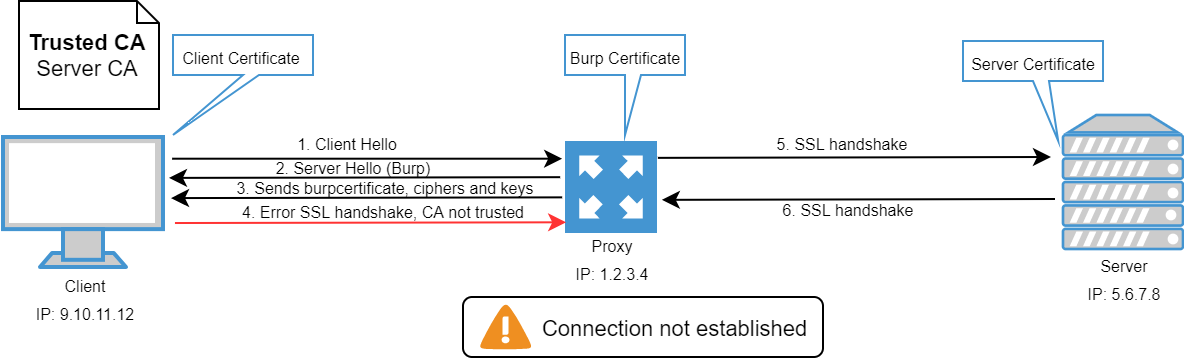 Trusted CA
Server CA
Client Certificate
Burp Certificate
Server Certificate
1. Client Hello
2. Server Hello (Burp)
3. Sends burpcertificate, ciphers and keys
4. Error SSL handshake, CA not trusted
5. SSL handshake
6. SSL handshake
Client
IP: 9.10.11.12
Proxy
IP: 1.2.3.4
Server
IP: 5.6.7.8
Connection not established